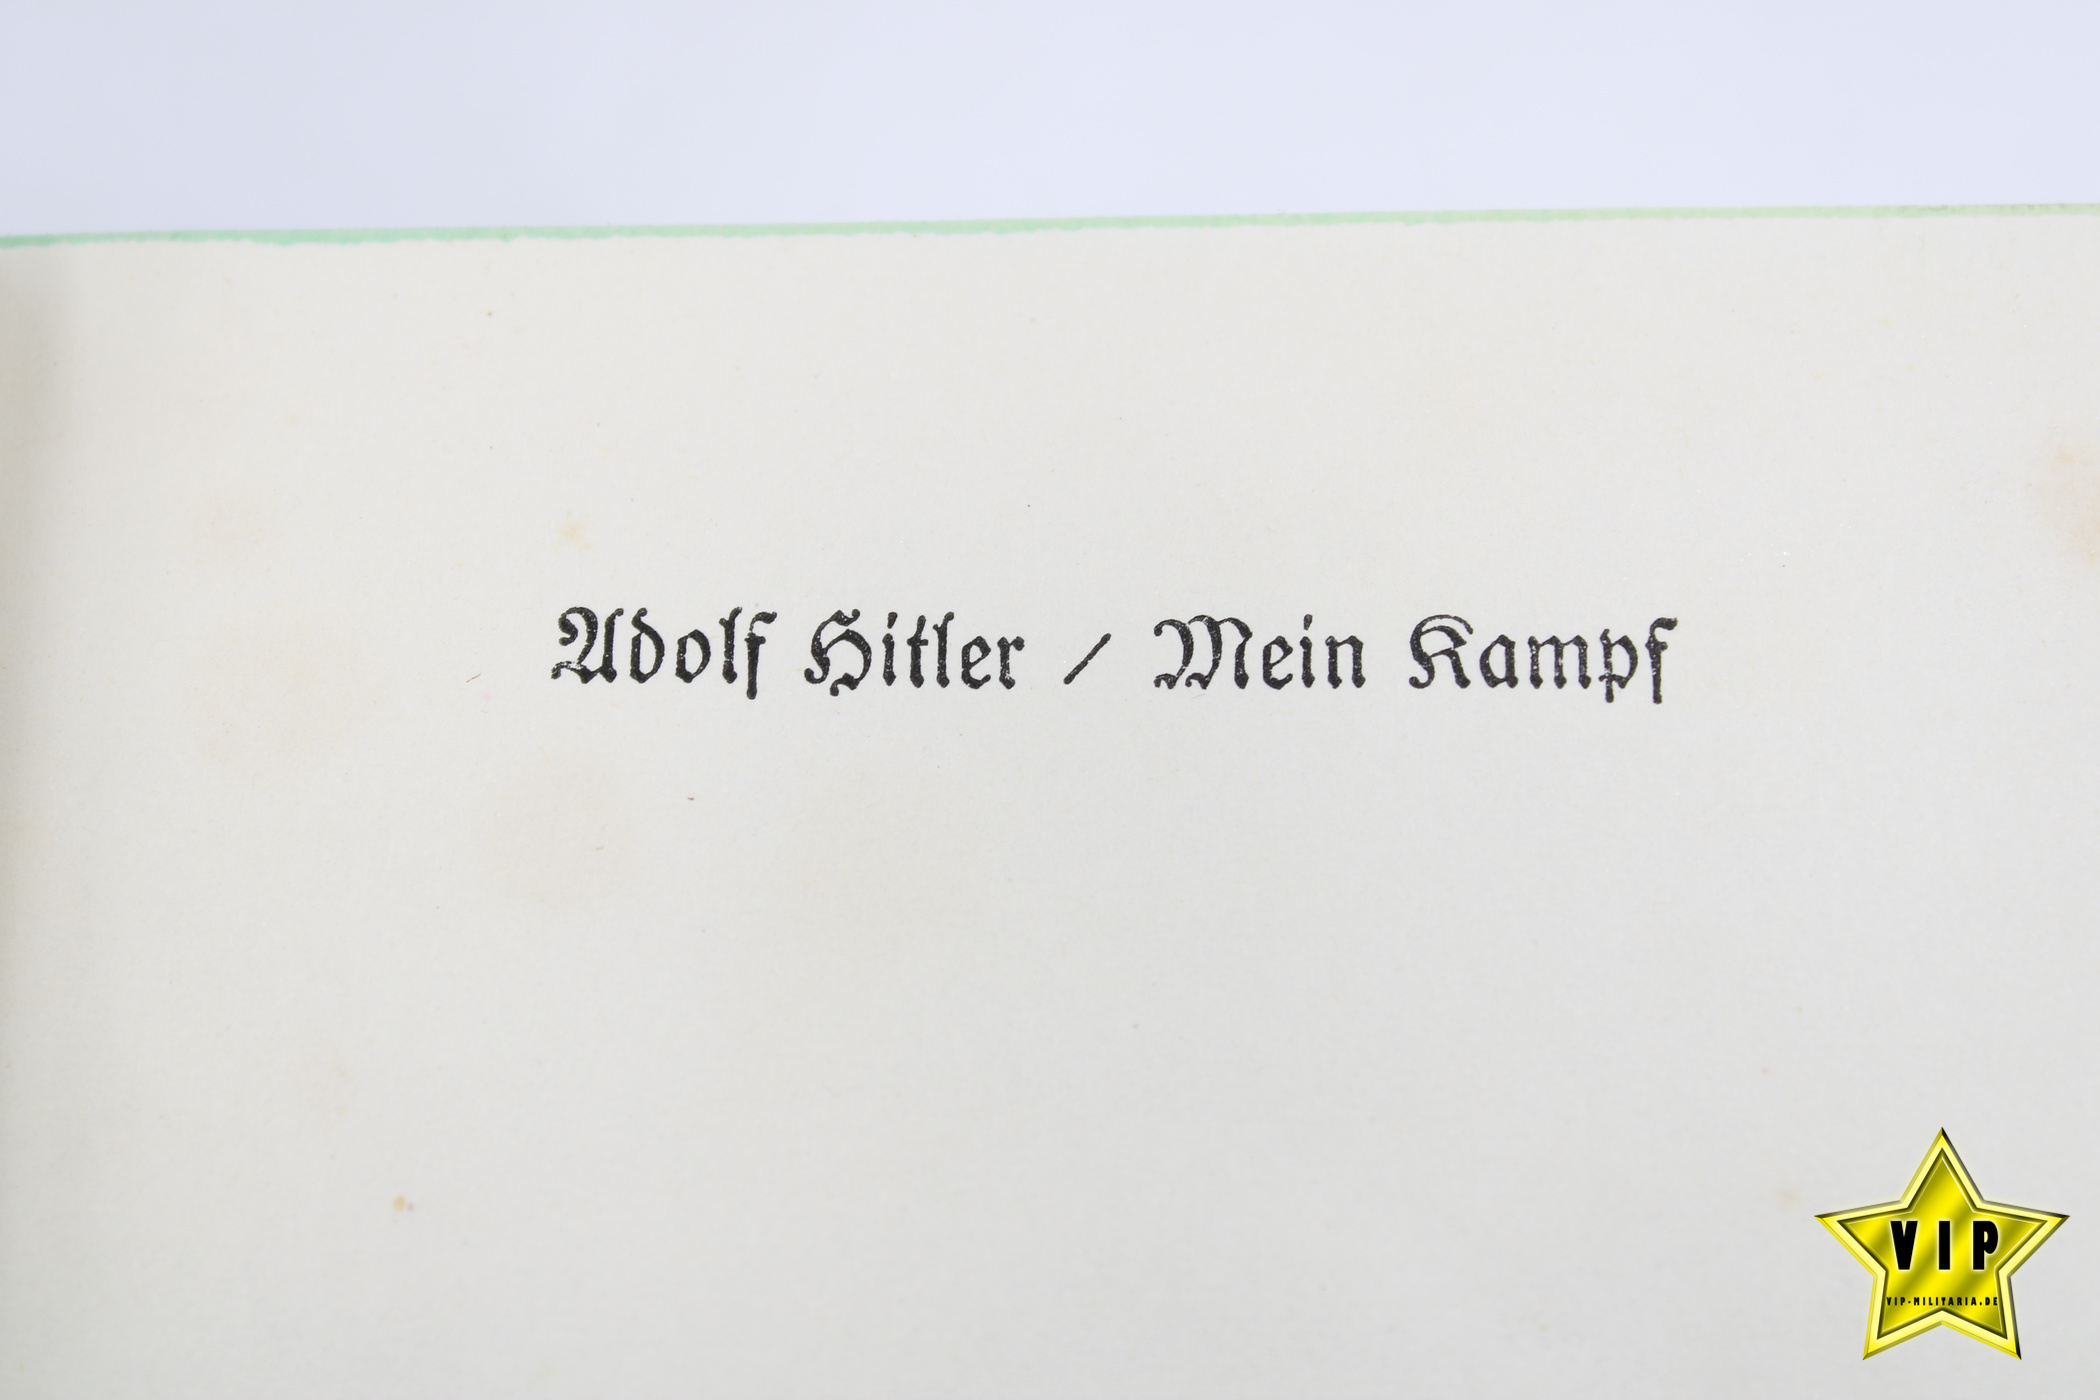 Adolf Hitler / Mein Kampf
VIP
VIP-MILITARIA.DE